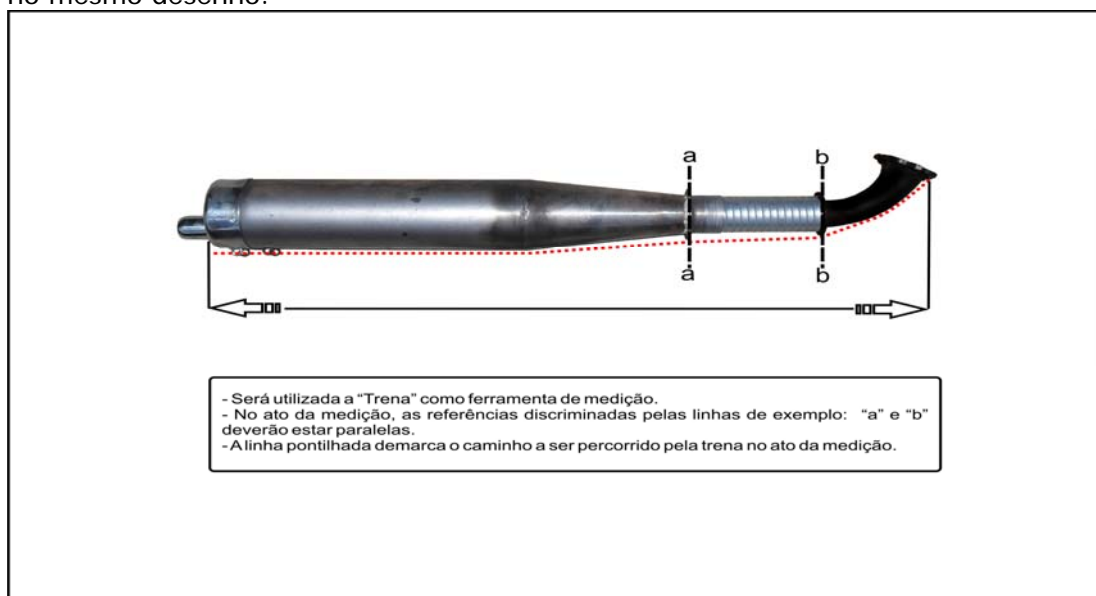 no mesmo desenho.
a
b
a
b
- Será utilizada a “Trena” como ferramenta de medição.
- No ato da medição, as referências discriminadas pelas linhas de exemplo: “a” e “b”
deverão estar paralelas.
- A linha pontilhada demarca o caminho a ser percorrido pela trena no ato da medição.